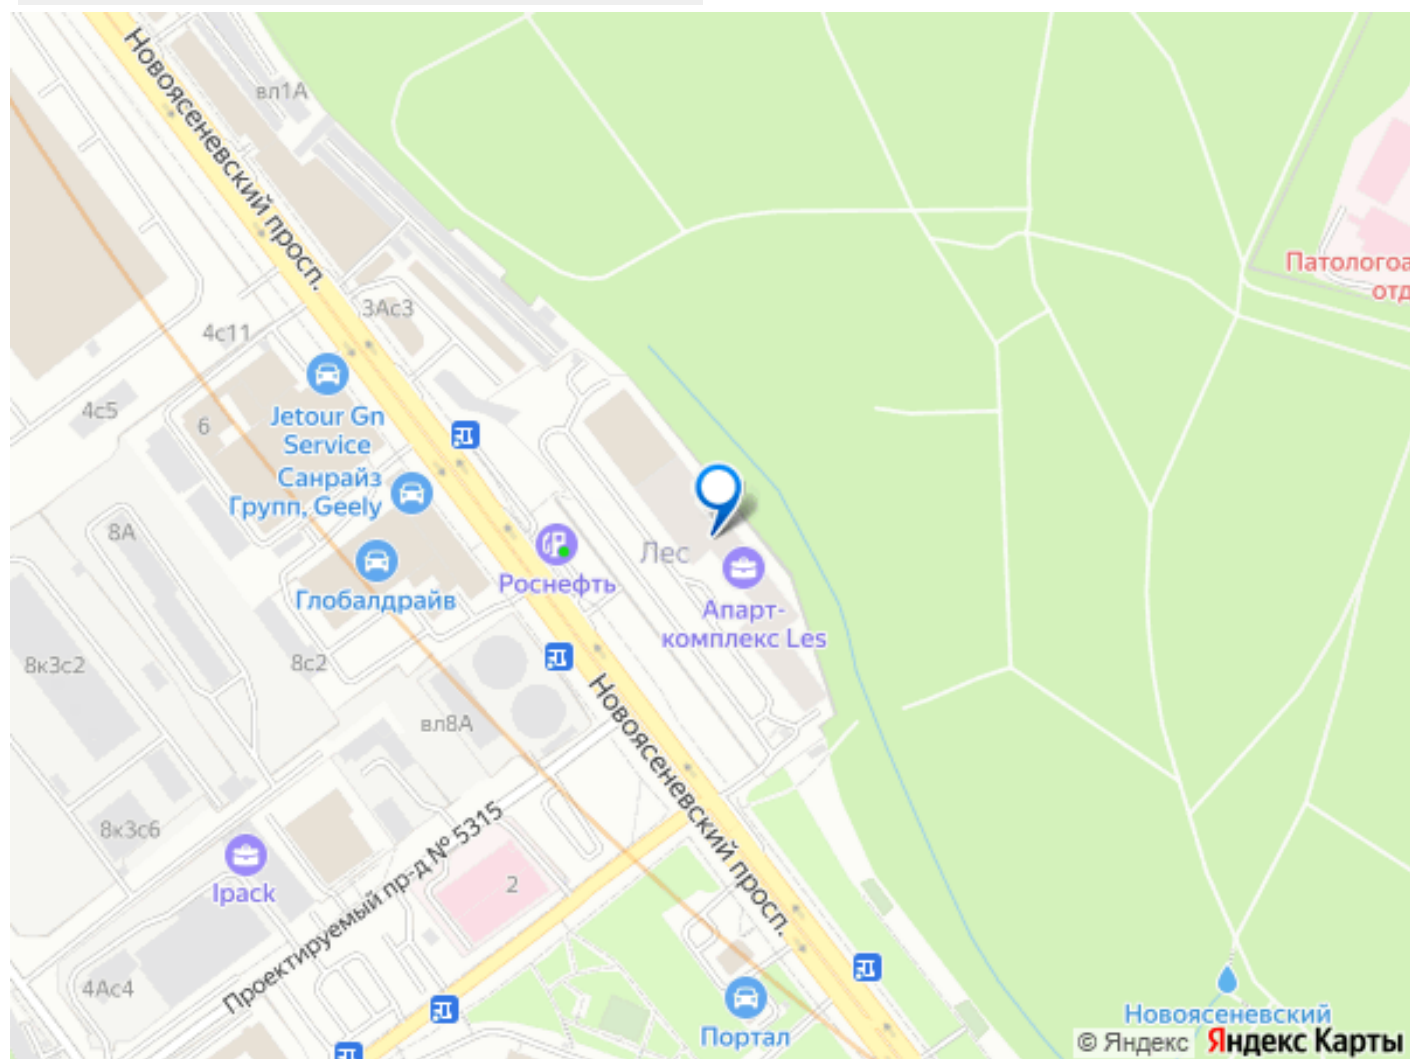 Новоясеневский просп.
вл1А
Патологоа
отд
3Ас3
4с11
4с5
6
Jetour Gn
Service
Санрайз
Групп, Geely
8А
Лес
Роснефть
Глобалдрайв
Апарт-
комплекс Les
8к3с2
8с2
вл8А
Новоясеневский просп.
8к3с6
Проектируемый пр-д № 5315
Ipack
2
4Ас4
Портал
Новоясеневский
© Яндекс Яндекс Карты